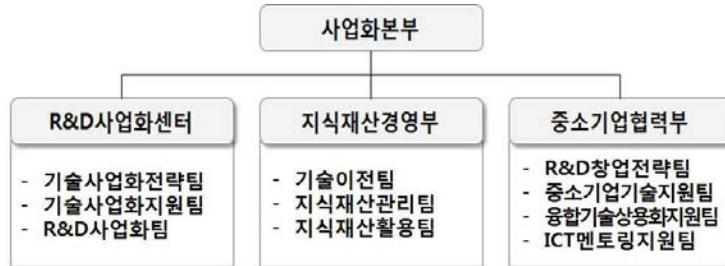 사업화본부
R&D사업화센터
- 기술사업화전략팀
- 기술사업화지원팀
- R&D사업화팀
지식재산경영부
- 기술이전팀
- 지식재산관리팀
- 지식재산활용팀
중소기업협력부
- R&D창업전략팀
- 중소기업기술지원팀
- 융합기술상용화지원팀
- ICT멘토링지원팀